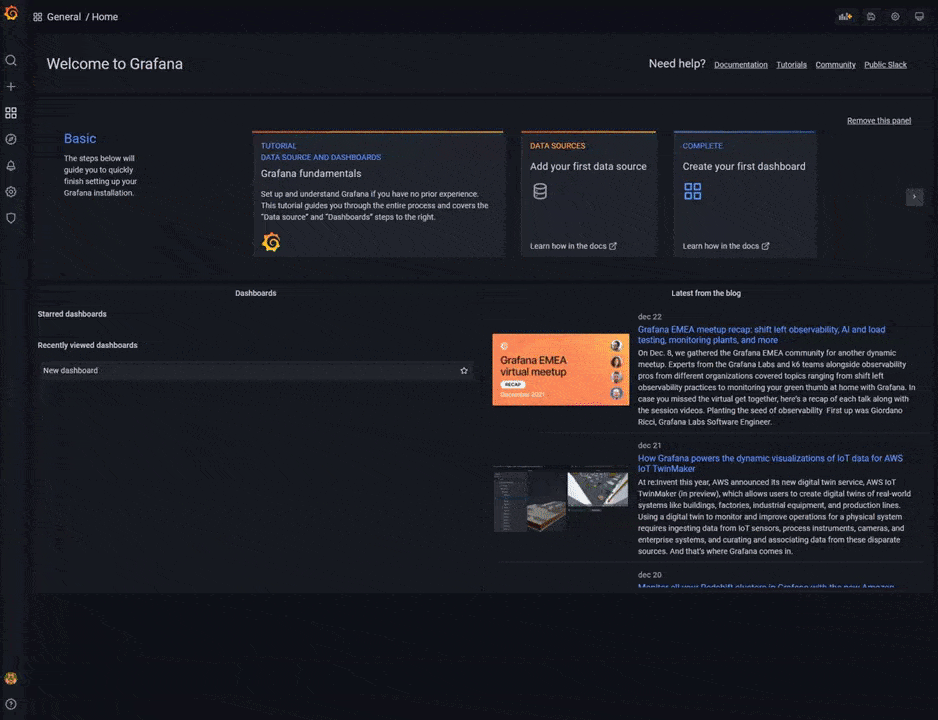 General / Home
Welcome to Grafana
Need help? Documentation Tutorials Community Public Slack
Remove this panel
Basic
The steps below will
guide you to quickly
finish setting up your
Grafana installation.
TUTORIAL
DATA SOURCE AND DASHBOARDS
Grafana fundamentals
Set up and understand Grafana if you have no prior experience.
This tutorial guides you through the entire process and covers the
"Data source" and "Dashboards" steps to the right.
DATA SOURCES
Add your first data source
Learn how in the docs
COMPLETE
Create your first dashboard
Learn how in the docs
Dashboards
Starred dashboards
Recently viewed dashboards
New dashboard
Latest from the blog
Grafana EMEA
virtual meetup
RECAP
December 2021
dec 22
Grafana EMEA meetup recap: shift left observability, AI and load
testing, monitoring plants, and more
On Dec. 8, we gathered the Grafana EMEA community for another dynamic
meetup. Experts from the Grafana Labs and k6 teams alongside observability
pros from different organizations covered topics ranging from shift left
observability practices to monitoring your green thumb at home with Grafana. In
case you missed the virtual get together, here's a recap of each talk along with
the session videos. Planting the seed of observability First up was Giordano
Ricci, Grafana Labs Software Engineer.
dec 21
How Grafana powers the dynamic visualizations of IoT data for AWS
IoT TwinMaker
At re:Invent this year, AWS announced its new digital twin service, AWS IoT
TwinMaker (in preview), which allows users to create digital twins of real-world
systems like buildings, factories, industrial equipment, and production lines.
Using a digital twin to monitor and improve operations for a physical system
requires ingesting data from IoT sensors, process instruments, cameras, and
enterprise systems, and curating and associating data from these disparate
sources. And that's where Grafana comes in.
dec 20
Monitor all your Redshift clusters in Grafana with the new Amazon